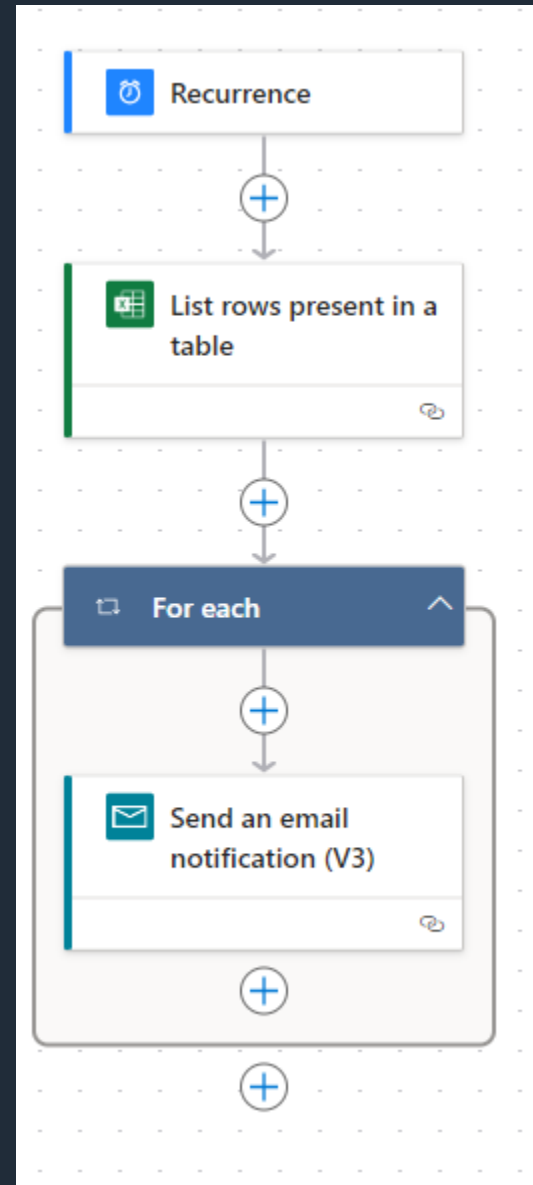 Recurrence
List rows present in a
table
For each
Send an email
notification (V3)